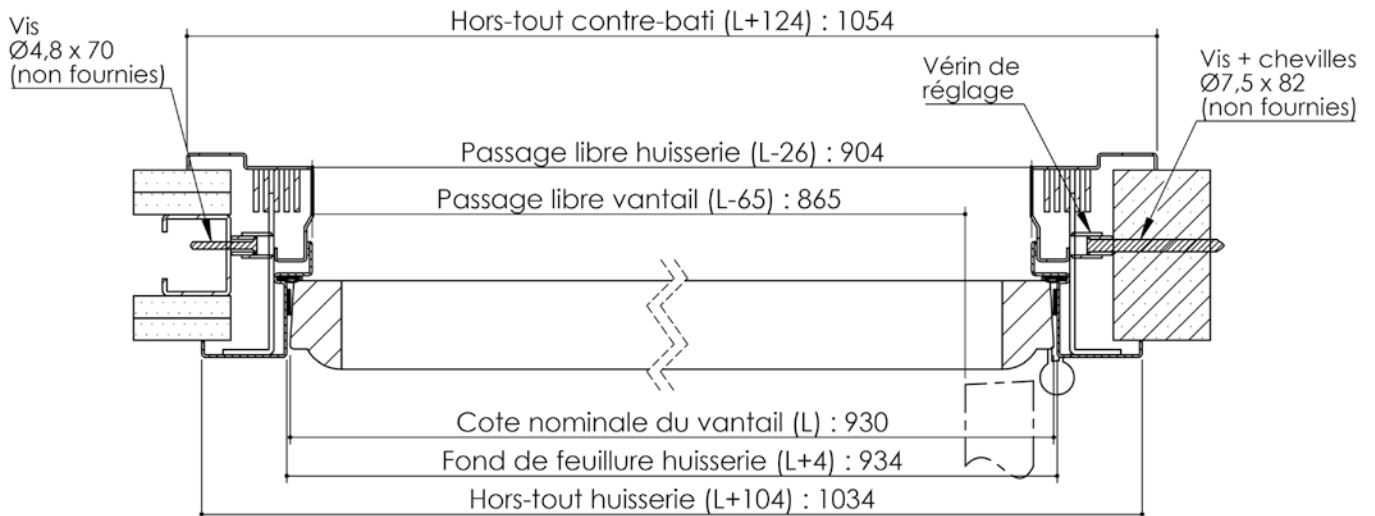 Hors-tout contre-bati (L+124) : 1054
Vis
Ø4,8 x 70
(non fournies)
Vérin de
réglage
Vis + chevilles
Ø7,5 x 82
(non fournies)
Passage libre huisserie (L-26) : 904
Passage libre vantail (L-65) : 865
Cote nominale du vantail (L) : 930
Fond de feuillure huisserie (L+4) : 934
Hors-tout huisserie (L+104) : 1034